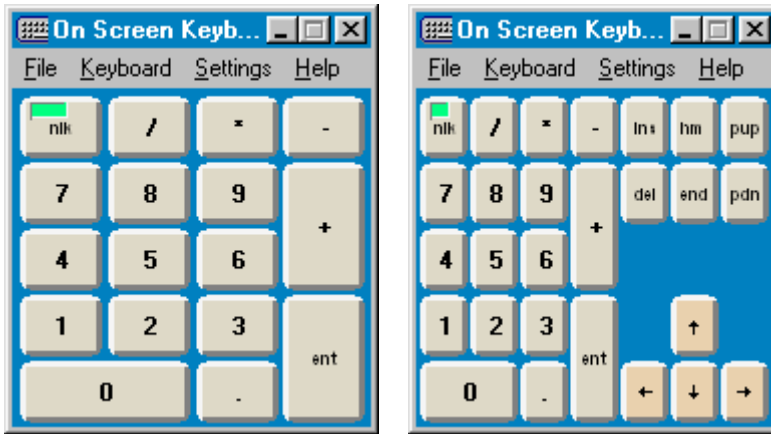 On Screen Keyb...
File Keyboard Settings Help
nlk / * -
7 8 9 +
4 5 6
1 2 3 ent
0 .
On Screen Keyb...
File Keyboard Settings Help
nlk / * - ins hm pup
7 8 9 + del end pdn
4 5 6
1 2 3 ent ↑
0 . ← ↓ →